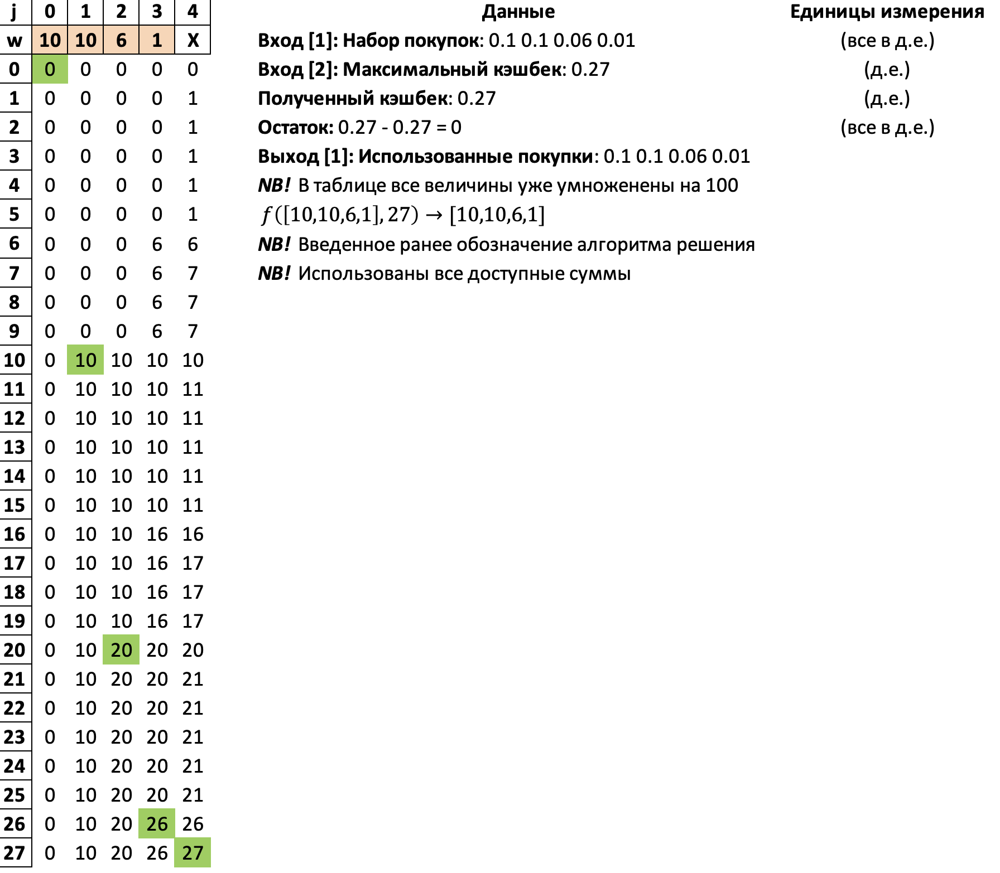 j 0 1 2 3 4 Данные Единицы измерения
w 10 10 6 1 X Вход [1]: Набор покупок: 0.1 0.1 0.06 0.01 (все в д.е.)
0 0 0 0 0 0 Вход [2]: Максимальный кэшбек: 0.27 (д.е.)
1 0 0 0 0 1 Полученный кэшбек: 0.27 (д.е.)
2 0 0 0 0 1 Остаток: 0.27 - 0.27 = 0 (все в д.е.)
3 0 0 0 0 1 Выход [1]: Использованные покупки: 0.1 0.1 0.06 0.01
4 0 0 0 0 1 NB! В таблице все величины уже умноженены на 100
5 0 0 0 0 1 f([10,10,6,1], 27) → [10,10,6,1]
6 0 0 0 6 6 NB! Введенное ранее обозначение алгоритма решения
7 0 0 0 6 7 NB! Использованы все доступные суммы
8 0 0 0 6 7
9 0 0 0 6 7
10 0 10 10 10 10
11 0 10 10 10 11
12 0 10 10 10 11
13 0 10 10 10 11
14 0 10 10 10 11
15 0 10 10 10 11
16 0 10 10 16 16
17 0 10 10 16 17
18 0 10 10 16 17
19 0 10 10 16 17
20 0 10 20 20 20
21 0 10 20 20 21
22 0 10 20 20 21
23 0 10 20 20 21
24 0 10 20 20 21
25 0 10 20 20 21
26 0 10 20 26 26
27 0 10 20 26 27